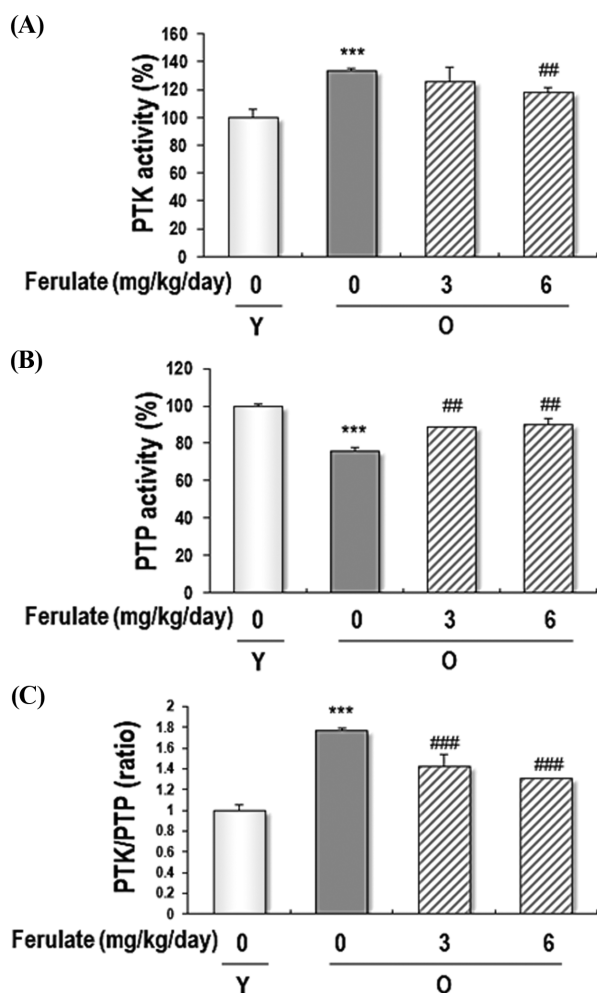 (A)
PTK activity (%)
160
140
120
100
80
60
40
20
0
***
##
Ferulate (mg/kg/day) 0 0 3 6
Y O
(B)
PTP activity (%)
120
100
80
60
40
20
0
***
##
##
Ferulate (mg/kg/day) 0 0 3 6
Y O
(C)
PTK/PTP (ratio)
2
1.8
1.6
1.4
1.2
1
0.8
0.6
0.4
0.2
0
***
###
###
Ferulate (mg/kg/day) 0 0 3 6
Y O